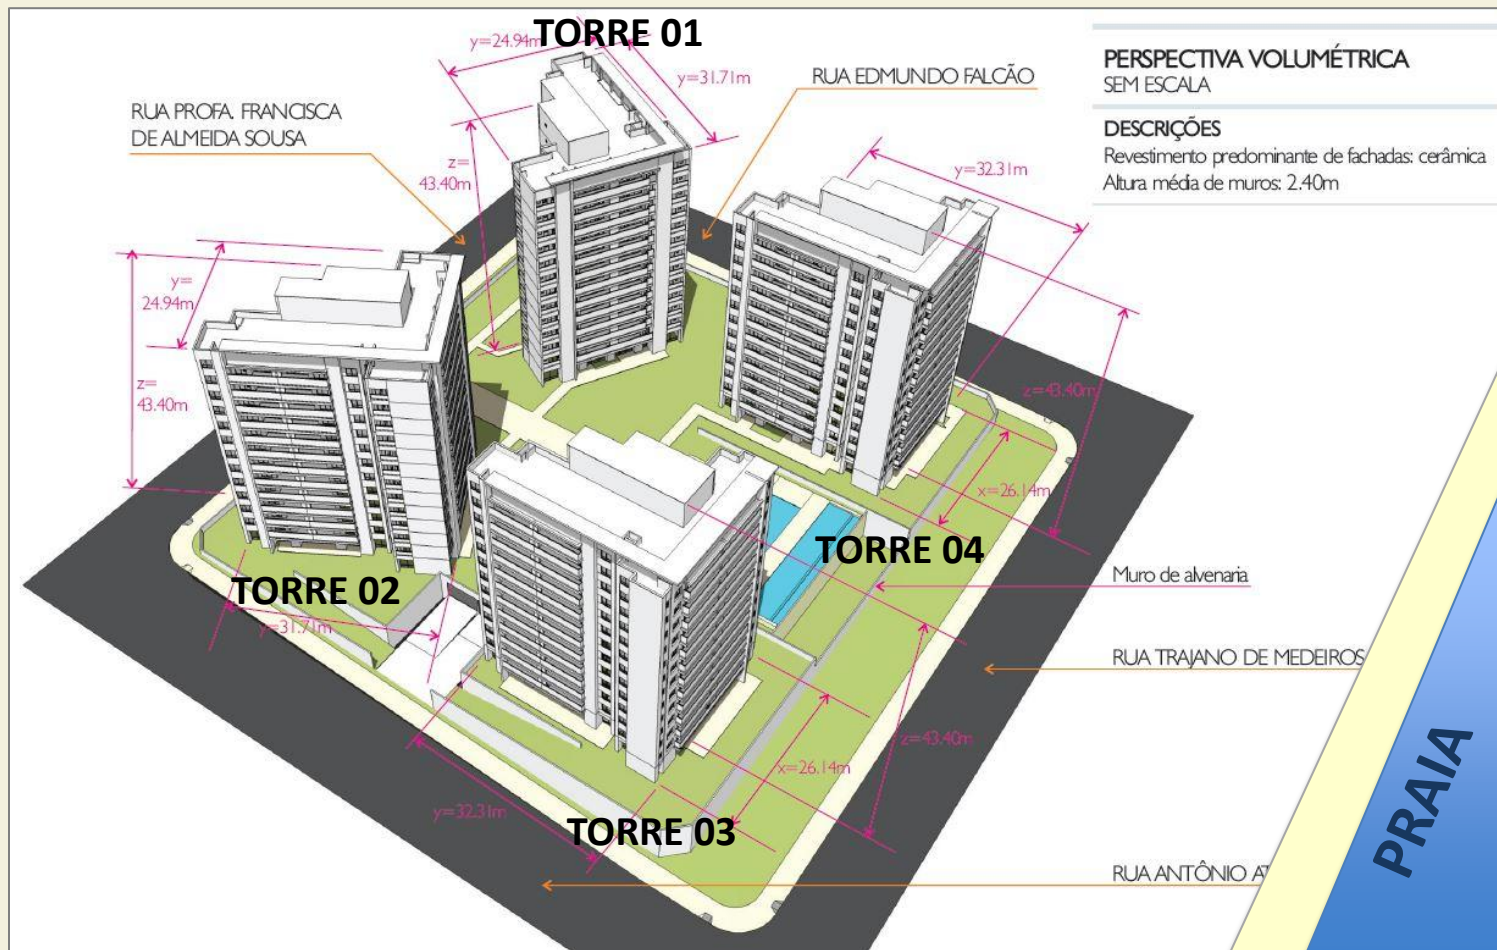 TORRE 01
y=24.94m
y=31.71m
RUA EDMUNDO FALCÃO
PERSPECTIVA VOLUMÉTRICA
SEM ESCALA
DESCRIÇÕES
Revestimento predominante de fachadas: cerâmica
Altura média de muros: 2.40m
RUA PROFA. FRANCISCA
DE ALMEIDA SOUSA
z=
43.40m
y=32.31m
y=
24.94m
z=
43.40m
z=43.40m
x=26.14m
TORRE 04
TORRE 02
y=31.71m
Muro de alvenaria
RUA TRAJANO DE MEDEIROS
z=43.40m
x=26.14m
y=32.31m
TORRE 03
RUA ANTÔNIO
PRAIA